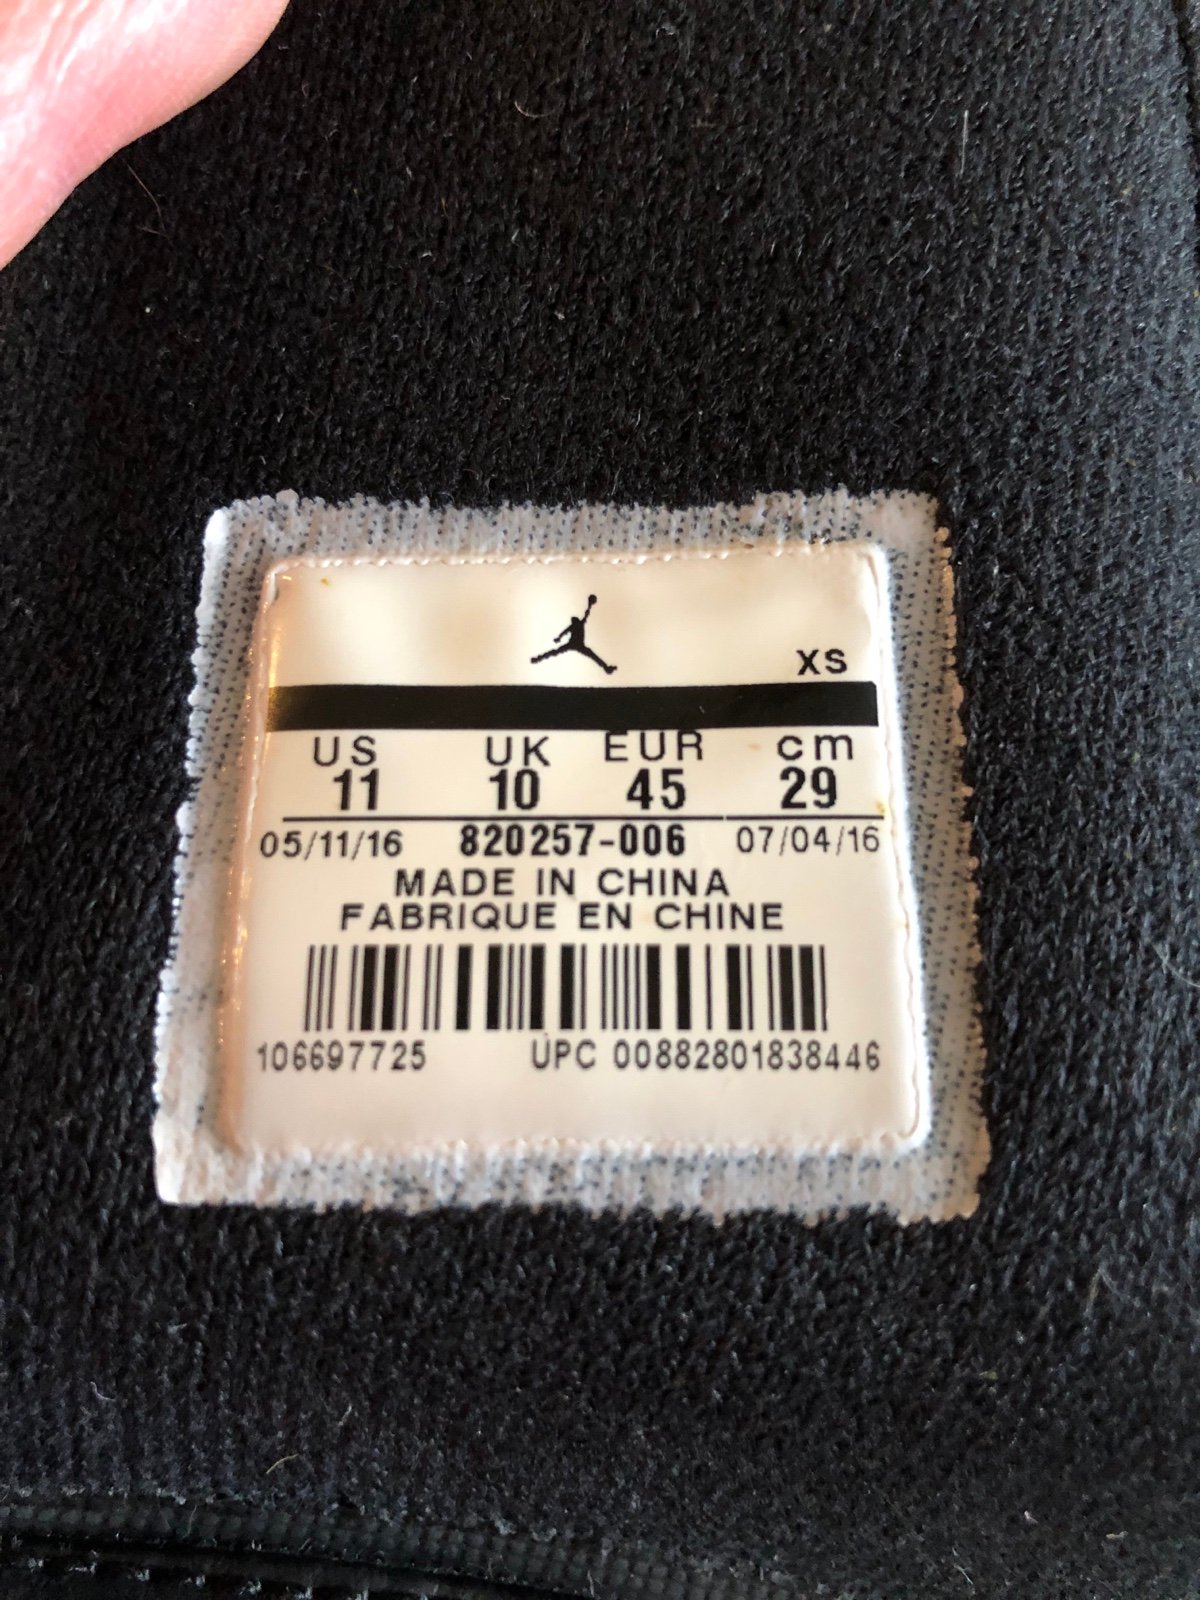 XS
US UK EUR cm
11 10 45 29
05/11/16 820257-006 07/04/16
MADE IN CHINA
FABRIQUE EN CHINE
106697725 UPC 00882801838446